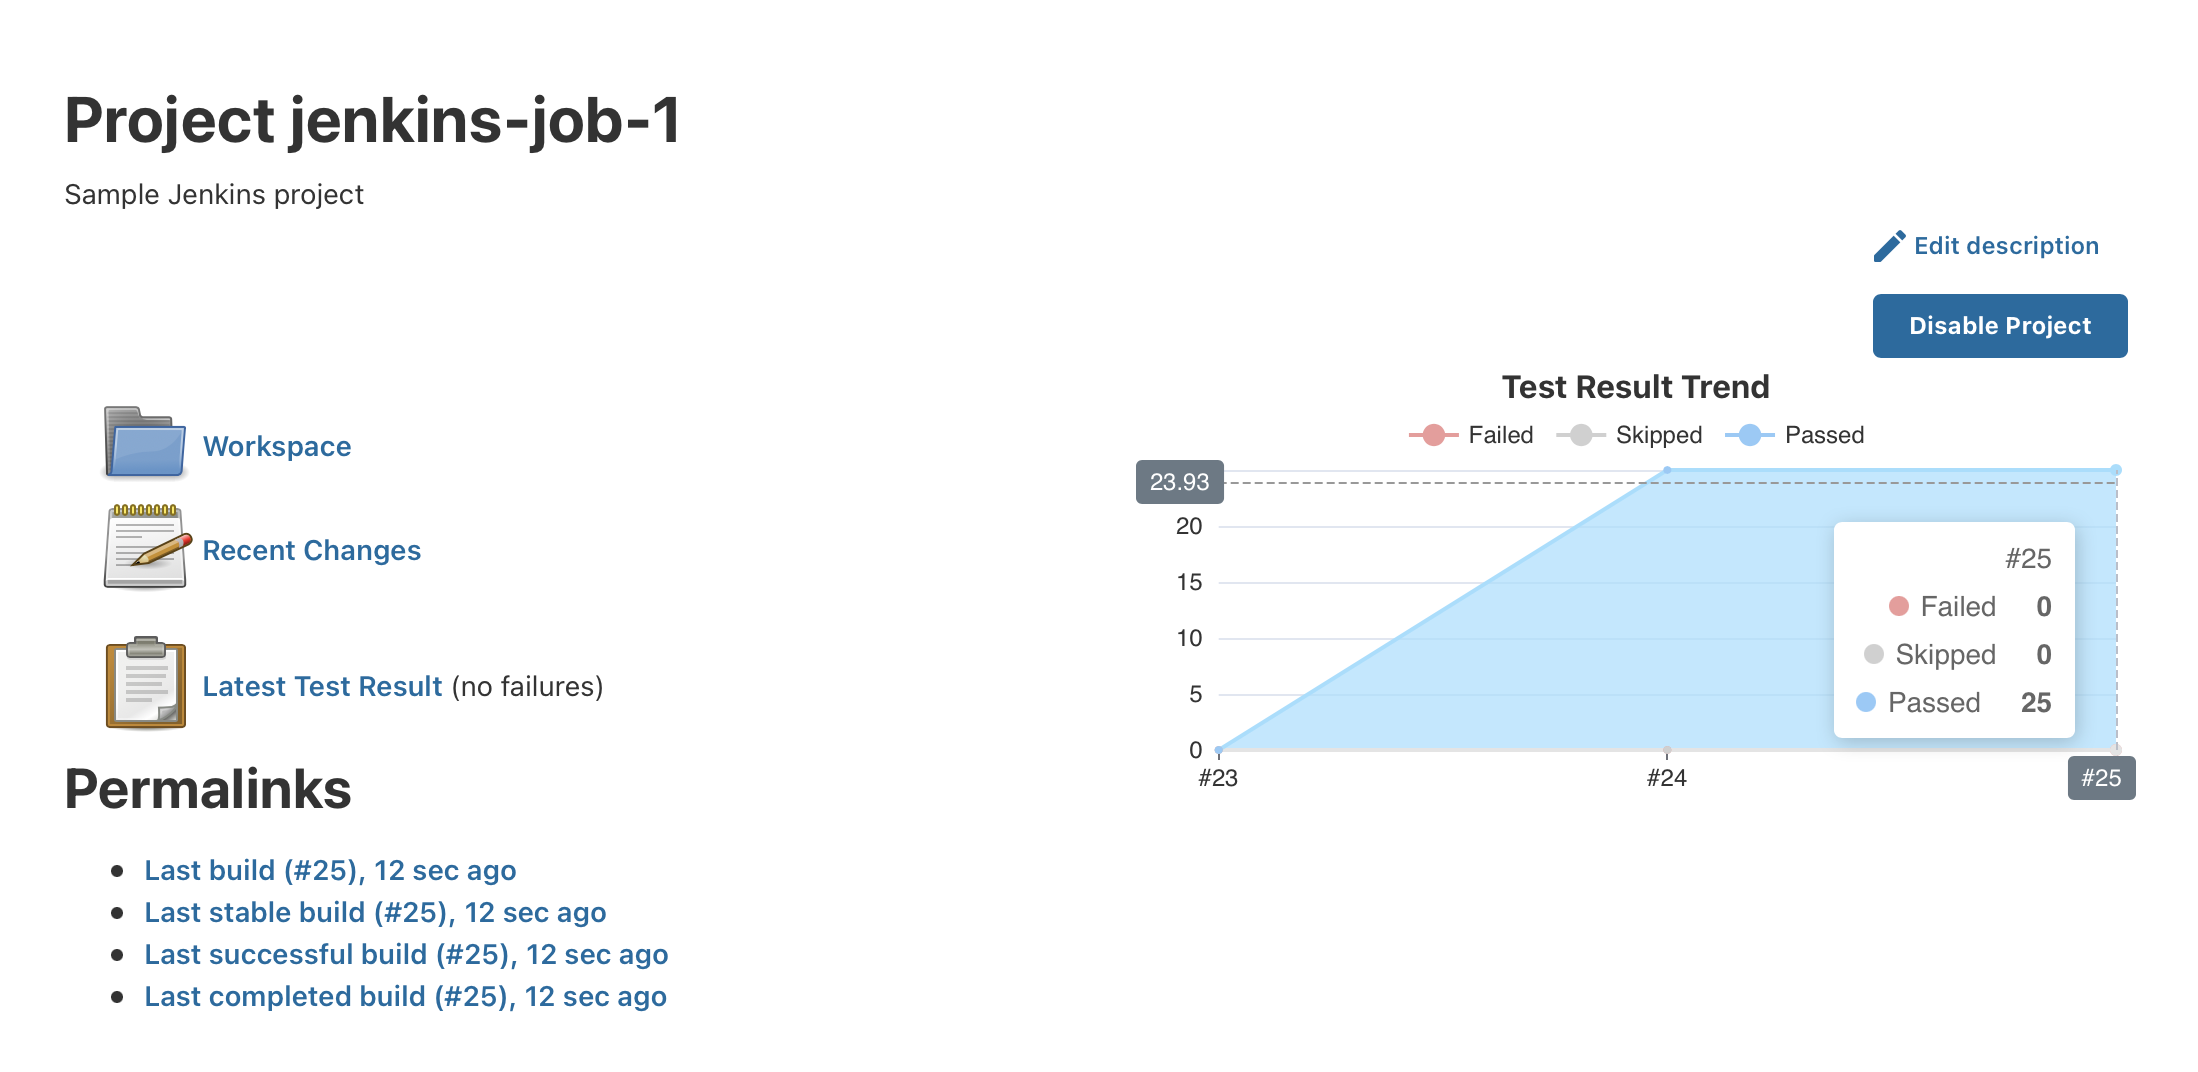 Project jenkins-job-1
Sample Jenkins project
Edit description
Disable Project
Workspace
Recent Changes
Latest Test Result (no failures)
Test Result Trend
Failed Skipped Passed
23.93
20
15
10
5
0
#23 #24 #25
#25
Failed 0
Skipped 0
Passed 25
Permalinks
Last build (#25), 12 sec ago
Last stable build (#25), 12 sec ago
Last successful build (#25), 12 sec ago
Last completed build (#25), 12 sec ago